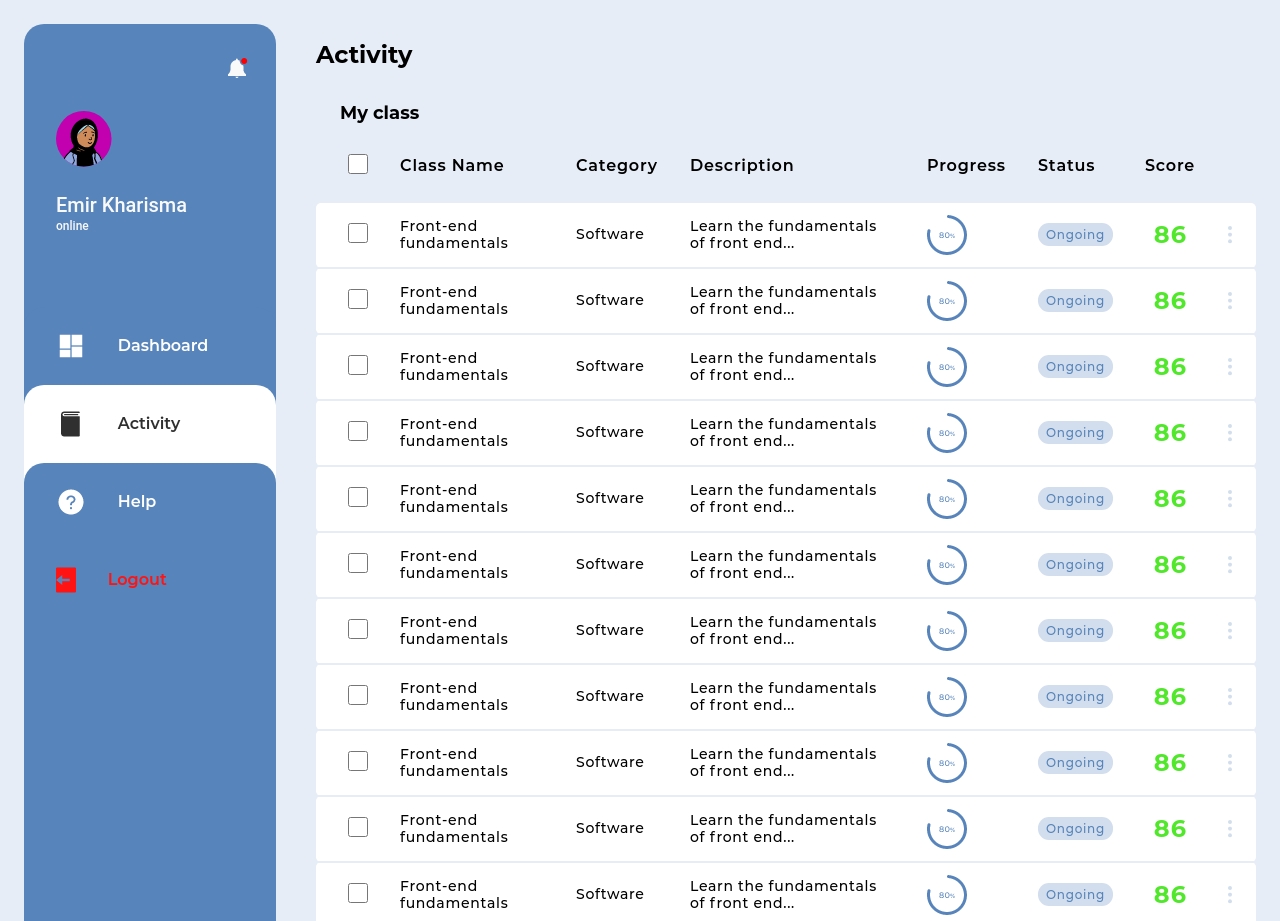 Activity
Emir Kharisma
online
Dashboard
Activity
Help
Logout
My class
Class Name Category Description Progress Status Score
Front-end Learn the fundamentals
fundamentals Software of front end... 80% Ongoing 86
Front-end Learn the fundamentals
fundamentals Software of front end... 80% Ongoing 86
Front-end Learn the fundamentals
fundamentals Software of front end... 80% Ongoing 86
Front-end Learn the fundamentals
fundamentals Software of front end... 80% Ongoing 86
Front-end Learn the fundamentals
fundamentals Software of front end... 80% Ongoing 86
Front-end Learn the fundamentals
fundamentals Software of front end... 80% Ongoing 86
Front-end Learn the fundamentals
fundamentals Software of front end... 80% Ongoing 86
Front-end Learn the fundamentals
fundamentals Software of front end... 80% Ongoing 86
Front-end Learn the fundamentals
fundamentals Software of front end... 80% Ongoing 86
Front-end Learn the fundamentals
fundamentals Software of front end... 80% Ongoing 86
Front-end Learn the fundamentals
fundamentals Software of front end... 80% Ongoing 86